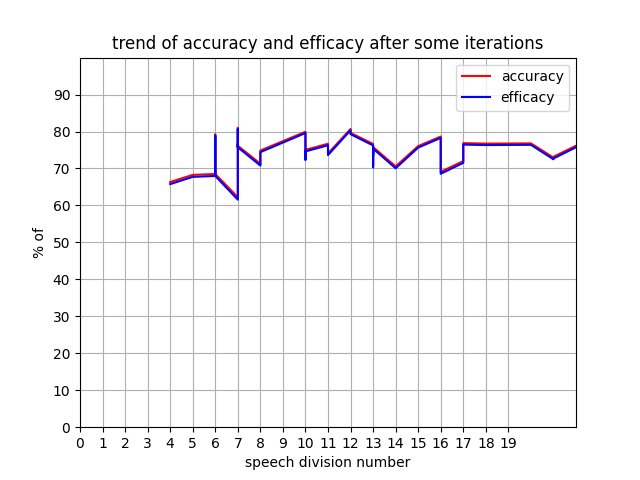 trend of accuracy and efficacy after some iterations
accuracy
efficacy
90
80
70
60
50
40
30
20
10
0
% of
0 1 2 3 4 5 6 7 8 9 10 11 12 13 14 15 16 17 18 19
speech division number